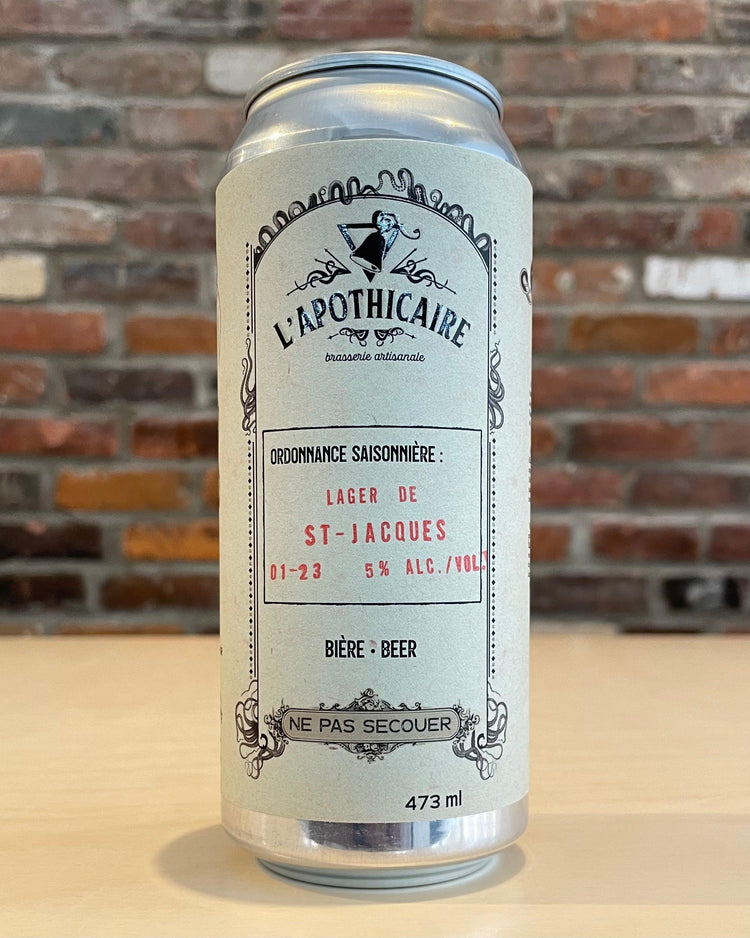 L'APOTHICAIRE
brasserie artisanale
ORDONNANCE SAISONNIÈRE :
LAGER DE
ST-JACQUES
01-23 5% ALC./VOL.
BIÈRE • BEER
NE PAS SECOUER
473 ml